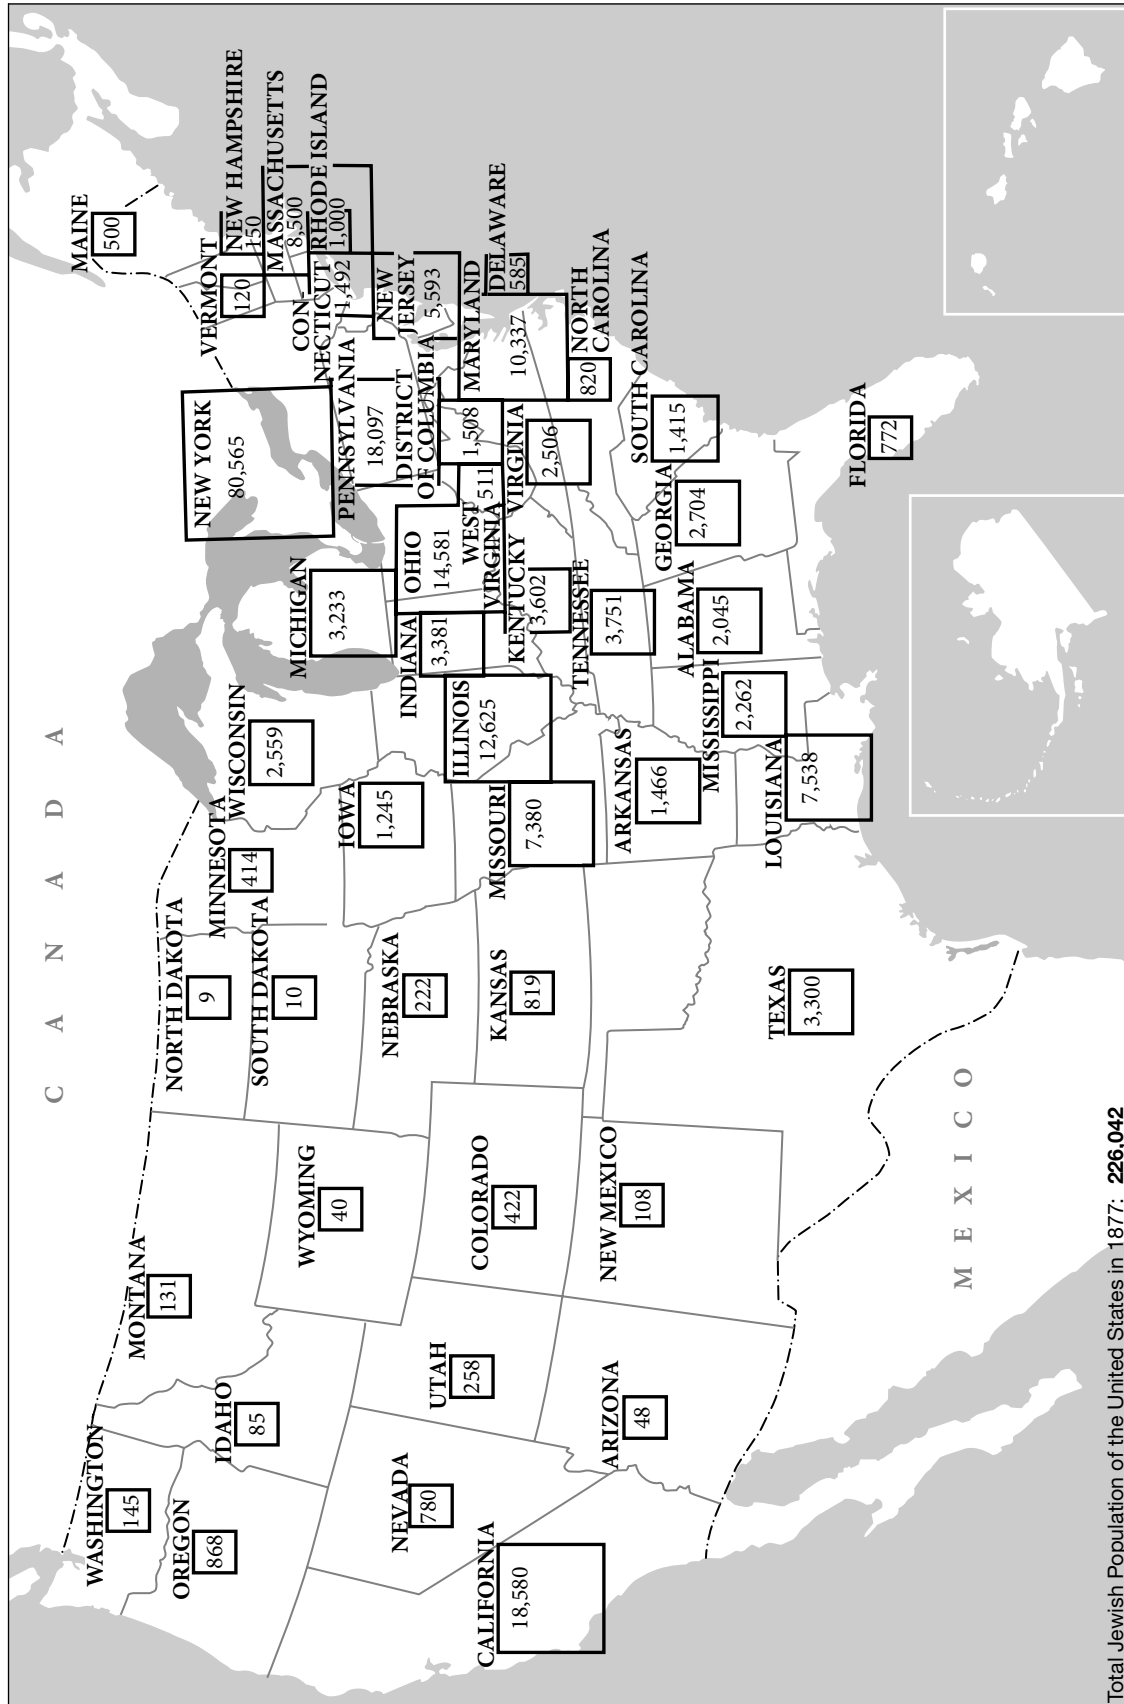 C A N A D A
WASHINGTON
145
OREGON
868
IDAHO
85
MONTANA
131
WYOMING
40
NORTH DAKOTA
9
SOUTH DAKOTA
10
MINNESOTA
414
WISCONSIN
2,559
MICHIGAN
3,233
NEW YORK
80,565
VERMONT
120
MAINE
500
NEW HAMPSHIRE
150
MASSACHUSETTS
8,500
RHODE ISLAND
1,000
CON-
NECTICUT
1,492
NEW
JERSEY
5,593
PENNSYLVANIA
18,097
DISTRICT
OF COLUMBIA
1,508
MARYLAND
10,337
DELAWARE
585
CALIFORNIA
18,580
NEVADA
780
UTAH
258
COLORADO
422
NEBRASKA
222
KANSAS
819
IOWA
1,245
MISSOURI
7,380
ILLINOIS
12,625
INDIANA
3,381
OHIO
14,581
WEST
VIRGINIA 511
VIRGINIA
2,506
KENTUCKY
3,602
TENNESSEE
3,751
NORTH
CAROLINA
820
SOUTH CAROLINA
1,415
GEORGIA
2,704
ALABAMA
2,045
MISSISSIPPI
2,262
ARKANSAS
1,466
LOUISIANA
7,538
TEXAS
3,300
NEW MEXICO
108
ARIZONA
48
FLORIDA
772
M E X I C O
Total Jewish Population of the United States in 1877: 226,042